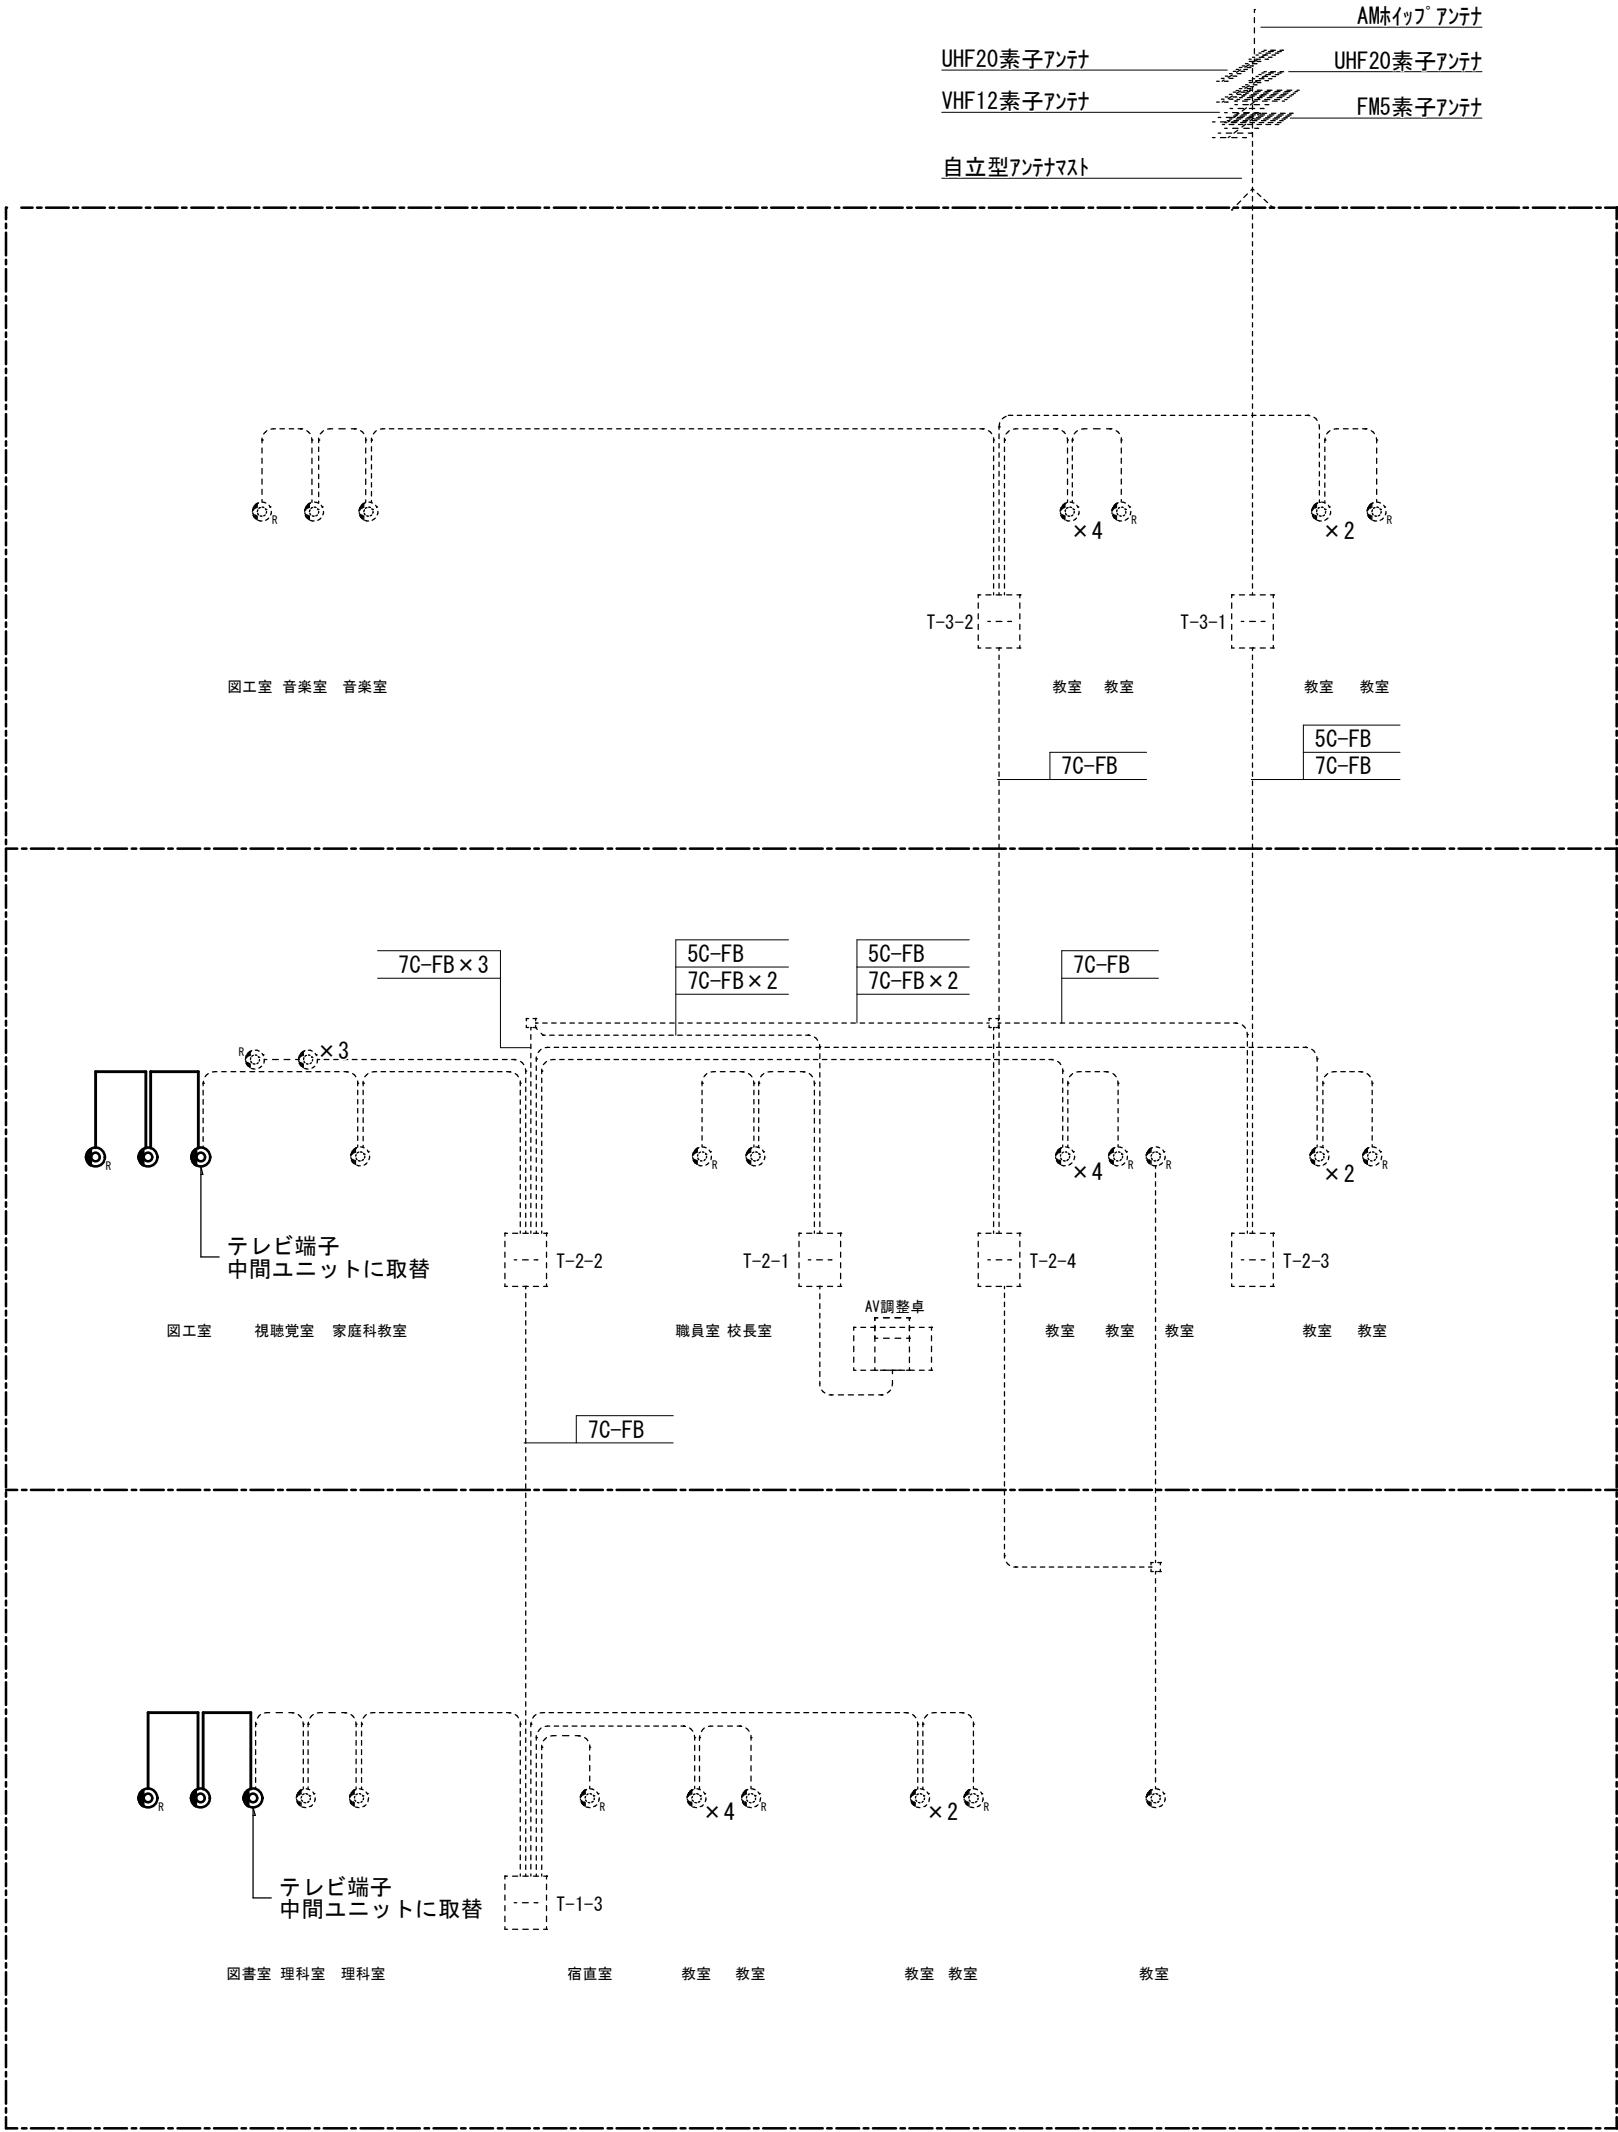 AMホイップアンテナ
UHF20素子アンテナ
UHF20素子アンテナ
VHF12素子アンテナ
FM5素子アンテナ
自立型アンテナマスト
R
×4
R
×2
R
T-3-2
T-3-1
図工室 音楽室 音楽室
教室 教室
教室 教室
7C-FB
5C-FB
7C-FB
7C-FB×3
5C-FB
7C-FB×2
5C-FB
7C-FB×2
7C-FB
R
×3
R
R
×4
R
R
×2
R
テレビ端子
中間ユニットに取替
T-2-2
T-2-1
T-2-4
T-2-3
AV調整卓
図工室 視聴覚室 家庭科教室
職員室 校長室
教室 教室 教室
教室 教室
7C-FB
R
R
×4
R
×2
R
テレビ端子
中間ユニットに取替
T-1-3
図書室 理科室 理科室
宿直室
教室 教室
教室 教室
教室